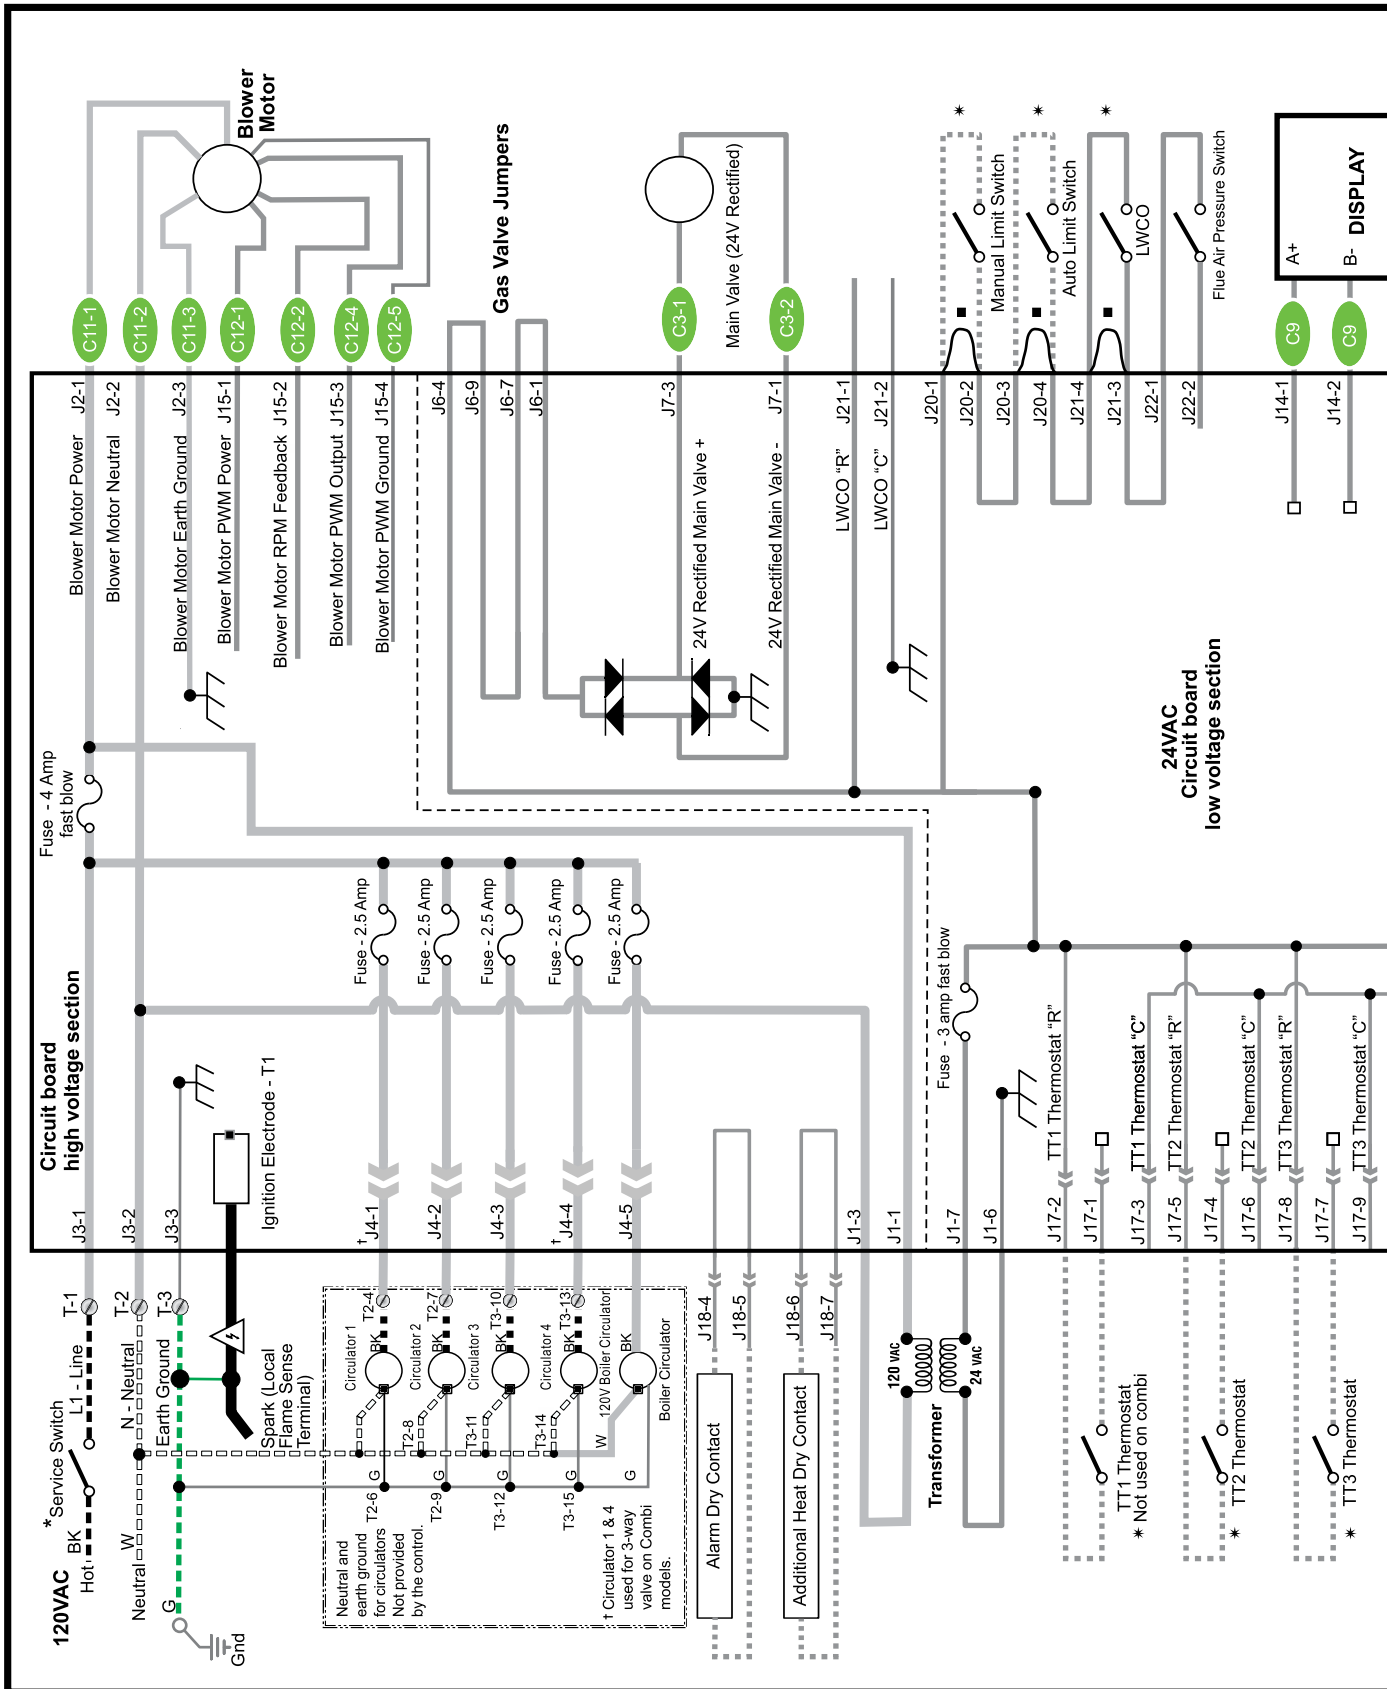 120VAC
Hot
BK
*Service Switch
L1 - Line
T-1
J3-1
Neutral
W
N - Neutral
T-2
J3-2
G
Gnd
Earth Ground
T-3
J3-3
Spark (Local
Flame Sense
Terminal)
Ignition Electrode - T1
Circuit board
high voltage section
Fuse - 4 Amp
fast blow
Blower Motor Power
J2-1
C11-1
Blower Motor Neutral
J2-2
C11-2
Blower Motor Earth Ground
J2-3
C11-3
Blower Motor PWM Power
J15-1
C12-1
Blower Motor RPM Feedback
J15-2
C12-2
Blower Motor PWM Output
J15-3
C12-4
Blower Motor PWM Ground
J15-4
C12-5
Blower
Motor
Neutral and
earth ground
for circulators
Not provided
by the control.
† Circulator 1 & 4
used for 3-way
valve on Combi
models.
T2-6
G
Circulator 1
BK
T2-4
†
J4-1
Fuse - 2.5 Amp
T2-9
G
T2-8
Circulator 2
BK
T2-7
J4-2
Fuse - 2.5 Amp
T3-12
G
T3-11
Circulator 3
BK
T3-10
J4-3
Fuse - 2.5 Amp
T3-15
G
T3-14
Circulator 4
BK
T3-13
†
J4-4
Fuse - 2.5 Amp
G
W
120V Boiler Circulator
BK
Boiler Circulator
J4-5
Fuse - 2.5 Amp
Gas Valve Jumpers
J6-4
J6-9
J6-7
J6-1
J7-3
C3-1
24V Rectified Main Valve +
Main Valve (24V Rectified)
J7-1
C3-2
24V Rectified Main Valve -
Alarm Dry Contact
J18-4
J18-5
Additional Heat Dry Contact
J18-6
J18-7
J1-3
J1-1
Transformer
120 VAC
24 VAC
J1-7
J1-6
Fuse - 3 amp fast blow
LWCO “R”
J21-1
LWCO “C”
J21-2
J20-1
J20-2
Manual Limit Switch
✶
J20-3
J20-4
Auto Limit Switch
✶
J21-4
J21-3
LWCO
✶
J22-1
J22-2
Flue Air Pressure Switch
24VAC
Circuit board
low voltage section
J14-1
C9
A+
J14-2
C9
B-
DISPLAY
TT1 Thermostat
✶ Not used on combi
J17-2
TT1 Thermostat “R”
J17-1
J17-3
TT1 Thermostat “C”
✶
TT2 Thermostat
J17-5
TT2 Thermostat “R”
J17-4
J17-6
TT2 Thermostat “C”
✶
TT3 Thermostat
J17-8
TT3 Thermostat “R”
J17-7
J17-9
TT3 Thermostat “C”